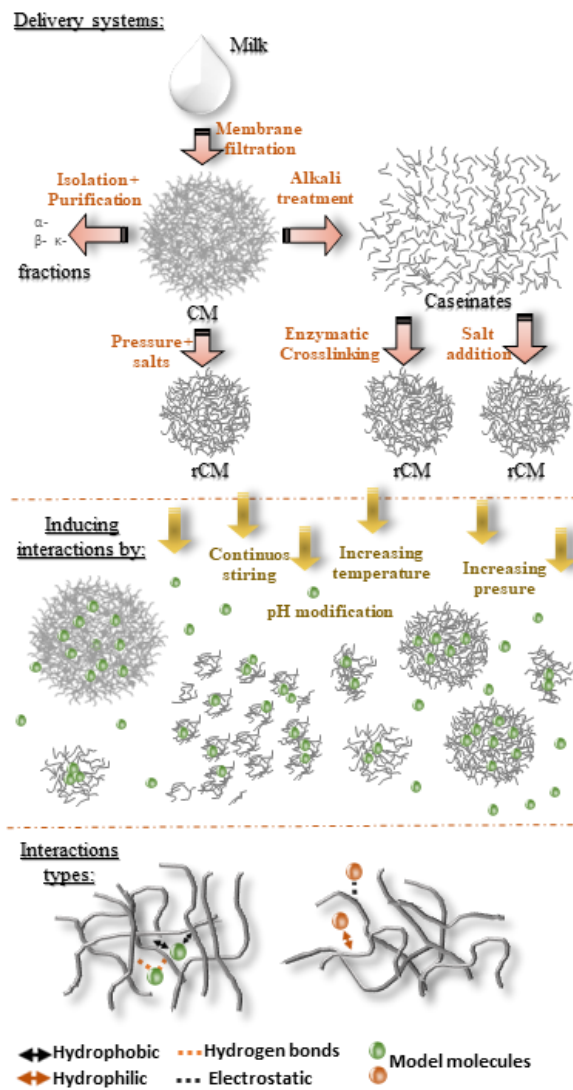 Delivery systems:
Milk
Membrane
filtration
Isolation+
Purification
Alkali
treatment
α-
β- κ-
fractions
CM
Caseinates
Pressure+
salts
Enzymatic
Crosslinking
Salt
addition
rCM
rCM
rCM
Inducing
interactions by:
Continuos
stiring
Increasing
temperature
Increasing
presure
pH modification
Interactions
types:
Hydrophobic
Hydrogen bonds
Model molecules
Hydrophilic
Electrostatic